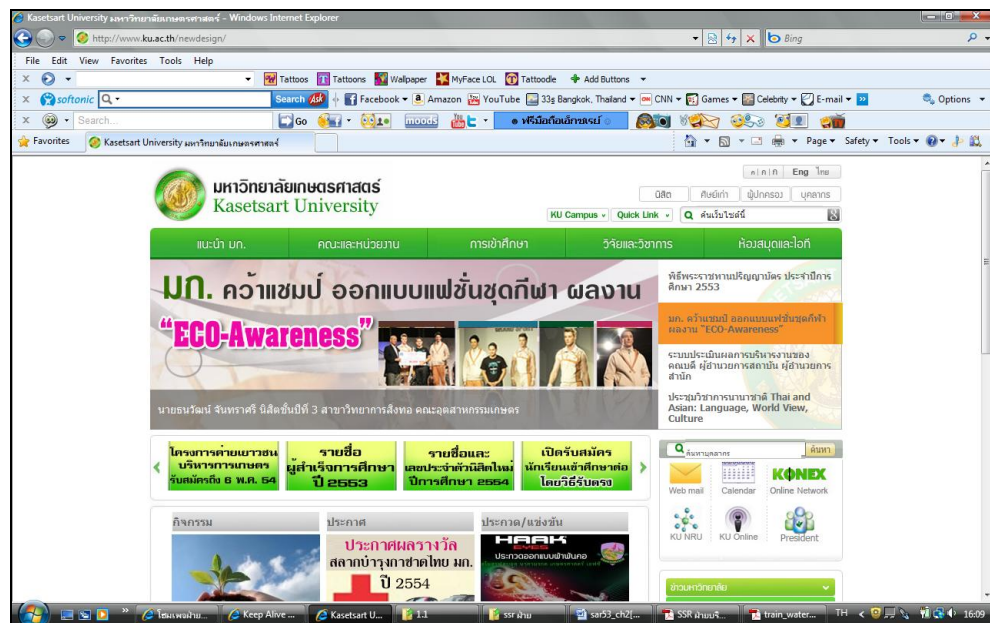 Kasetsart University มหาวิทยาลัยเกษตรศาสตร์ - Windows Internet Explorer
http://www.ku.ac.th/newdesign/
Bing
File Edit View Favorites Tools Help
Tattoos Tattoons Wallpaper MyFace LOL Tattoodle Add Buttons
softonic Search Facebook Amazon YouTube 33g Bangkok, Thailand CNN Games Celebrity E-mail Options
Search... Go moods
Favorites Kasetsart University มหาวิทยาลัยเกษตรศาสตร์ Page Safety Tools
ก | ก | ก Eng ไทย
มหาวิทยาลัยเกษตรศาสตร์
Kasetsart University
นิสิต ศิษย์เก่า ผู้ปกครอง บุคลากร
KU Campus Quick Link ค้นเว็บไซต์นี้
แนะนำ มก. คณะและหน่วยงาน การเข้าศึกษา วิจัยและวิชาการ ห้องสมุดและไอที
มก. คว้าแชมป์ ออกแบบแฟชั่นชุดกีฬา ผลงาน
"ECO-Awareness"
นายธนวัฒน์ จันทราศรี นิสิตชั้นปีที่ 3 สาขาวิทยาการสิ่งทอ คณะอุตสาหกรรมเกษตร
พิธีพระราชทานปริญญาบัตร ประจำปีการ
ศึกษา 2553
มก. คว้าแชมป์ ออกแบบแฟชั่นชุดกีฬา
ผลงาน "ECO-Awareness"
ระบบประเมินผลการบริหารงานของ
คณบดี ผู้อำนวยการสถาบัน ผู้อำนวยการ
สำนัก
ประชุมวิชาการนานาชาติ Thai and
Asian: Language, World View,
Culture
โครงการค่ายเยาวชน
บริหารการเกษตร
รับสมัครถึง 6 พ.ค. 54
รายชื่อ
ผู้สำเร็จการศึกษา
ปี 2553
รายชื่อและ
เลขประจำตัวนิสิตใหม่
ปีการศึกษา 2554
เปิดรับสมัคร
นักเรียนเข้าศึกษาต่อ
โดยวิธีรับตรง
ค้นหาบุคลากร ค้นหา
Web mail Calendar KONEX Online Network
KU NRU KU Online President
กิจกรรม ประกาศ ประกวด/แข่งขัน
ประกาศผลรางวัล
สลากบำรุงกาชาดไทย มก.
ปี 2554
HAAK
EYES
ประกวดออกแบบผ้าพันคอ
ข่าวมหาวิทยาลัย
Keep Alive ... Kasetsart U... 1.1 ssr ฝ่าย sar53_ch2[... train_water... TH 16:09